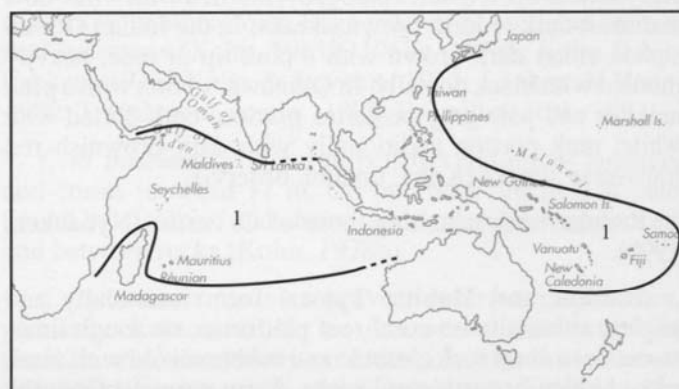 Japan
Gulf of
Oman
Taiwan
Gulf of
Aden
Philippines
Marshall Is.
Maldives
Sri Lanka
Melanesia
Seychelles
New Guinea
1
Solomon Is.
Indonesia
1
Samoa
Mauritius
Vanuatu
Fiji
Réunion
New
Caledonia
Madagascar